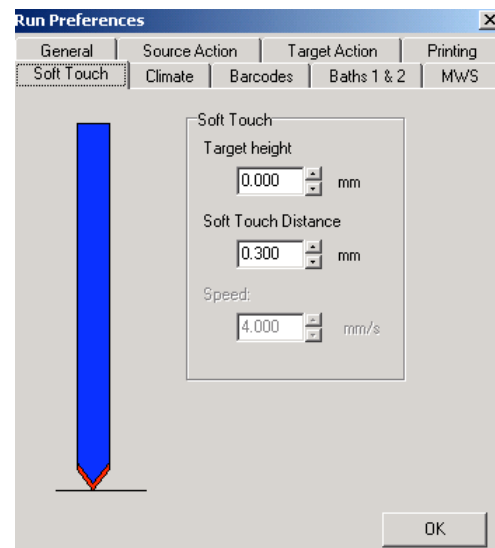 Run Preferences
General Source Action Target Action Printing
Soft Touch Climate Barcodes Baths 1 & 2 MWS
Soft Touch
Target height
0.000 mm
Soft Touch Distance
0.300 mm
Speed:
4.000 mm/s
OK